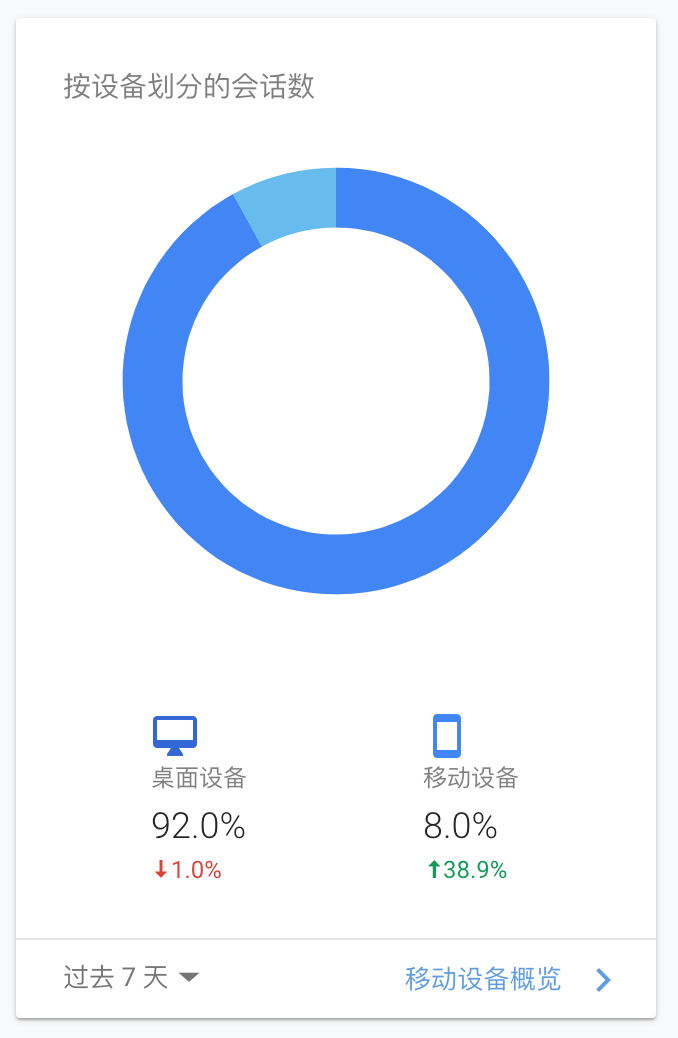 按设备划分的会话数
桌面设备
92.0%
↓1.0%
移动设备
8.0%
↑38.9%
过去 7 天
移动设备概览